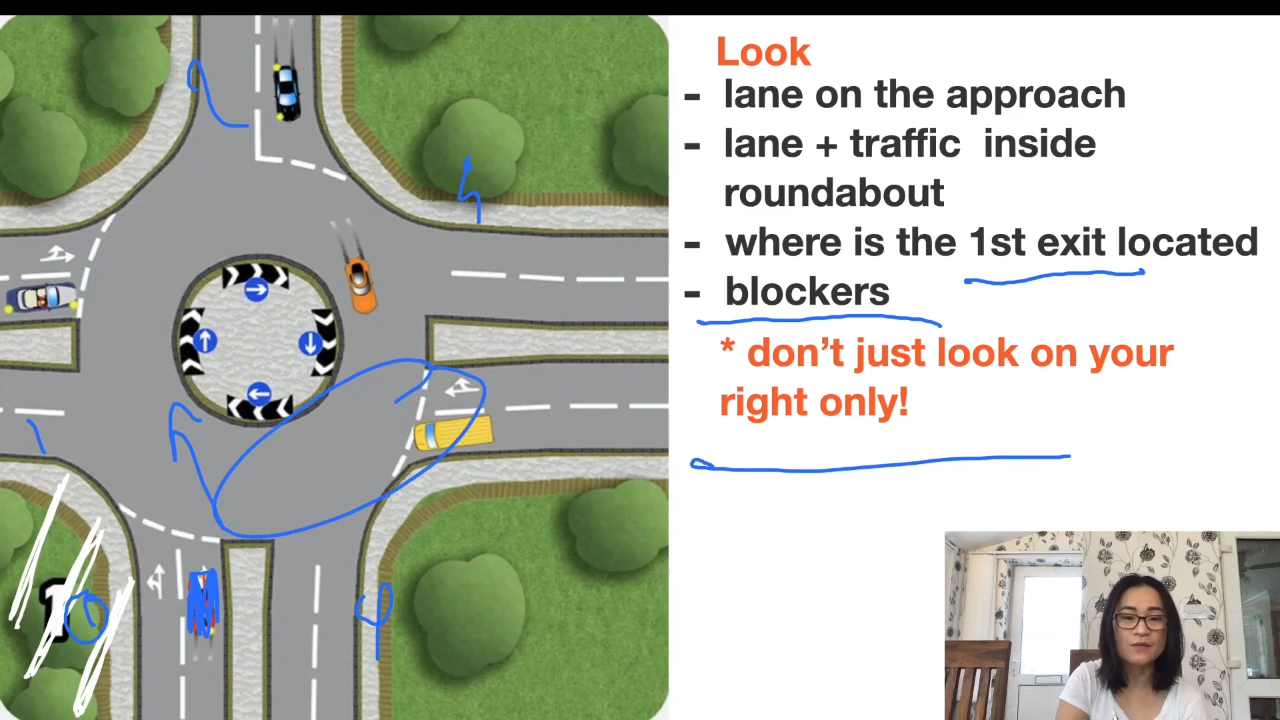 Look
- lane on the approach
- lane + traffic inside
roundabout
- where is the 1st exit located
- blockers
* don't just look on your
right only!
1